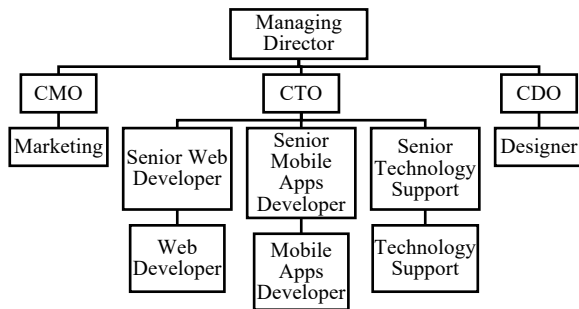 Managing
Director
CMO
CTO
CDO
Marketing
Senior Web
Developer
Senior
Mobile
Apps
Developer
Senior
Technology
Support
Designer
Web
Developer
Mobile
Apps
Developer
Technology
Support